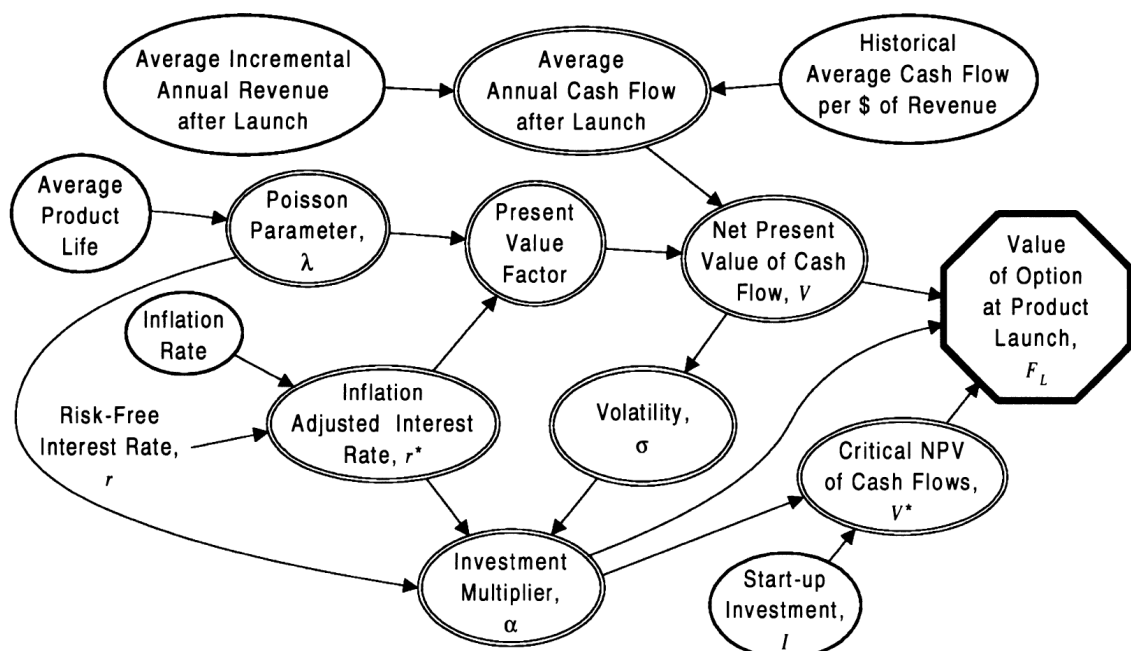 Average Incremental
Annual Revenue
after Launch
Average
Annual Cash Flow
after Launch
Historical
Average Cash Flow
per $ of Revenue
Average
Product
Life
Poisson
Parameter,
λ
Present
Value
Factor
Net Present
Value of Cash
Flow, V
Value
of Option
at Product
Launch,
F_L
Inflation
Rate
Risk-Free
Interest Rate,
r
Inflation
Adjusted Interest
Rate, r*
Volatility,
σ
Critical NPV
of Cash Flows,
V*
Investment
Multiplier,
α
Start-up
Investment,
I